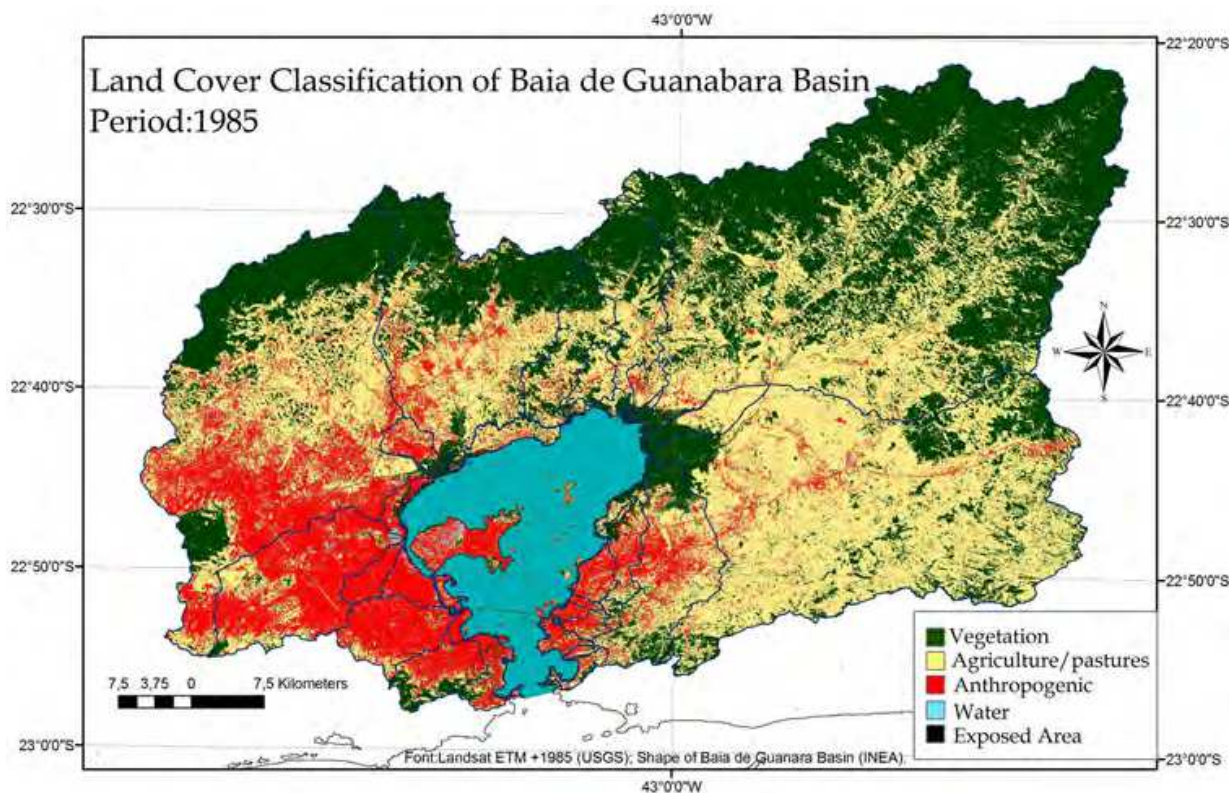 43°0'0"W
22°20'0"S
Land Cover Classification of Baia de Guanabara Basin
Period:1985
22°30'0"S
22°30'0"S
N
W
E
S
22°40'0"S
22°40'0"S
22°50'0"S
22°50'0"S
Vegetation
Agriculture/pastures
Anthropogenic
Water
Exposed Area
7,5 3,75 0 7,5 Kilometers
23°0'0"S
23°0'0"S
Font:Landsat ETM +1985 (USGS); Shape of Baia de Guanara Basin (INEA).
43°0'0"W